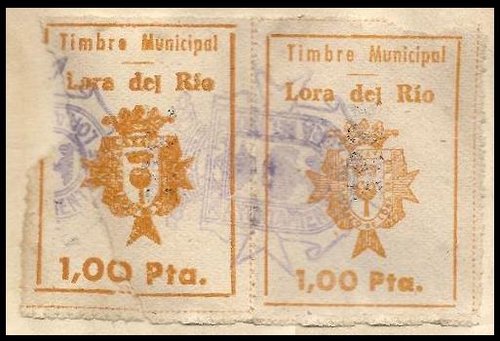 Timbre Municipal
Lora del Río
1,00 Pta.
Timbre Municipal
Lora del Río
1,00 Pta.